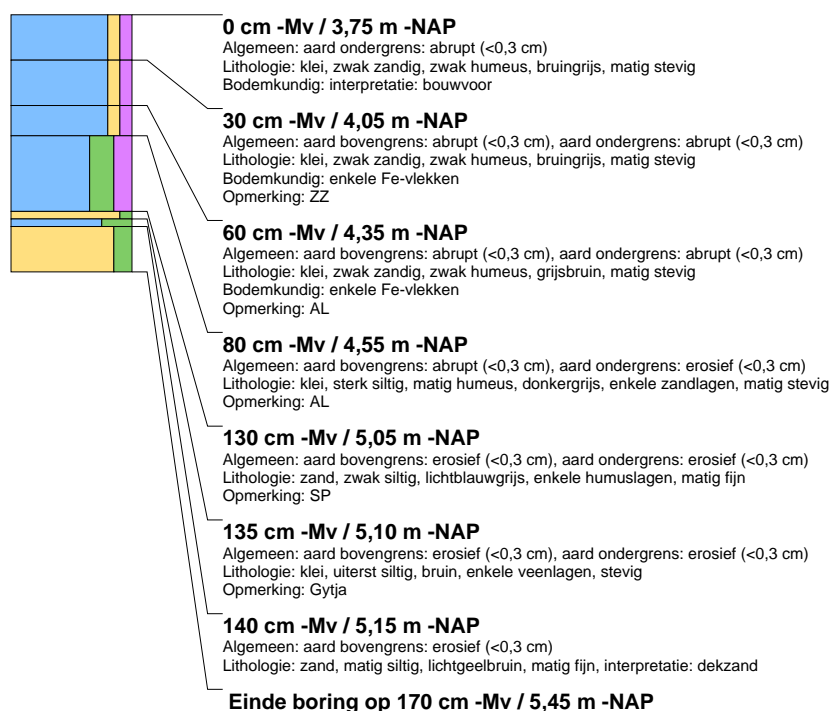 0 cm -Mv / 3,75 m -NAP
Algemeen: aard ondergrens: abrupt (<0,3 cm)
Lithologie: klei, zwak zandig, zwak humeus, bruingrijs, matig stevig
Bodemkundig: interpretatie: bouwvoor
30 cm -Mv / 4,05 m -NAP
Algemeen: aard bovengrens: abrupt (<0,3 cm), aard ondergrens: abrupt (<0,3 cm)
Lithologie: klei, zwak zandig, zwak humeus, bruingrijs, matig stevig
Bodemkundig: enkele Fe-vlekken
Opmerking: ZZ
60 cm -Mv / 4,35 m -NAP
Algemeen: aard bovengrens: abrupt (<0,3 cm), aard ondergrens: abrupt (<0,3 cm)
Lithologie: klei, zwak zandig, zwak humeus, grijsbruin, matig stevig
Bodemkundig: enkele Fe-vlekken
Opmerking: AL
80 cm -Mv / 4,55 m -NAP
Algemeen: aard bovengrens: abrupt (<0,3 cm), aard ondergrens: erosief (<0,3 cm)
Lithologie: klei, sterk siltig, matig humeus, donkergrijs, enkele zandlagen, matig stevig
Opmerking: AL
130 cm -Mv / 5,05 m -NAP
Algemeen: aard bovengrens: erosief (<0,3 cm), aard ondergrens: erosief (<0,3 cm)
Lithologie: zand, zwak siltig, lichtblauwgrijs, enkele humuslagen, matig fijn
Opmerking: SP
135 cm -Mv / 5,10 m -NAP
Algemeen: aard bovengrens: erosief (<0,3 cm), aard ondergrens: erosief (<0,3 cm)
Lithologie: klei, uiterst siltig, bruin, enkele veenlagen, stevig
Opmerking: Gytja
140 cm -Mv / 5,15 m -NAP
Algemeen: aard bovengrens: erosief (<0,3 cm)
Lithologie: zand, matig siltig, lichtgeelbruin, matig fijn, interpretatie: dekzand
Einde boring op 170 cm -Mv / 5,45 m -NAP